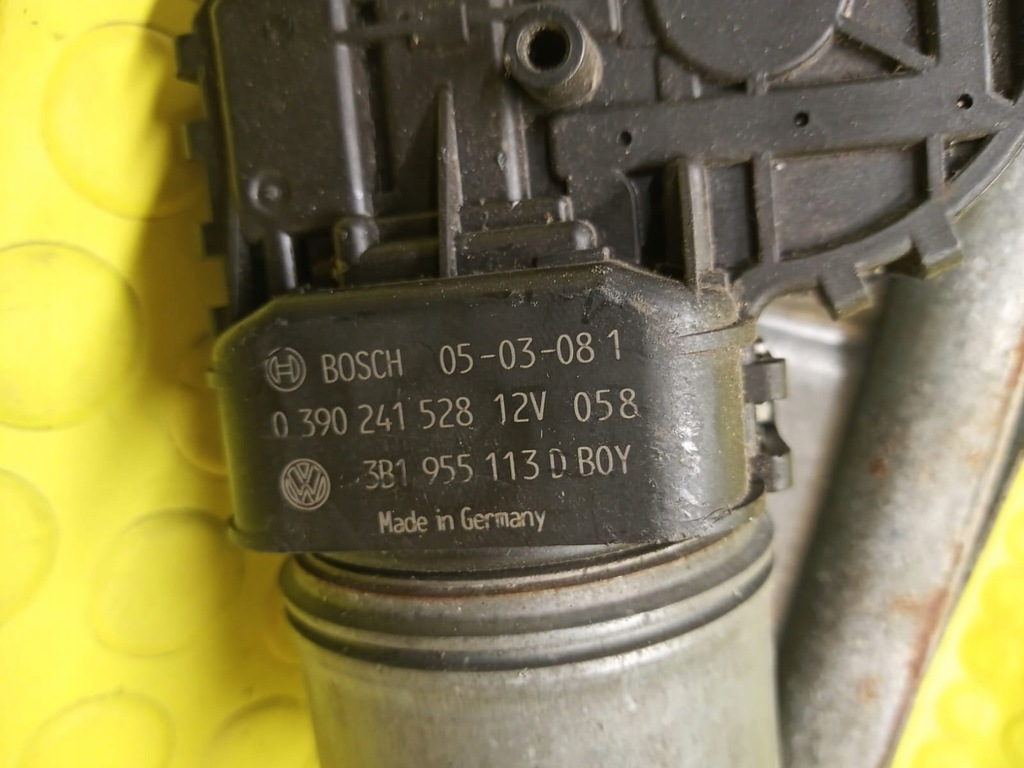 BOSCH 05-03-08 1
0 390 241 528 12V 058
3B1 955 113 D BOY
Made in Germany